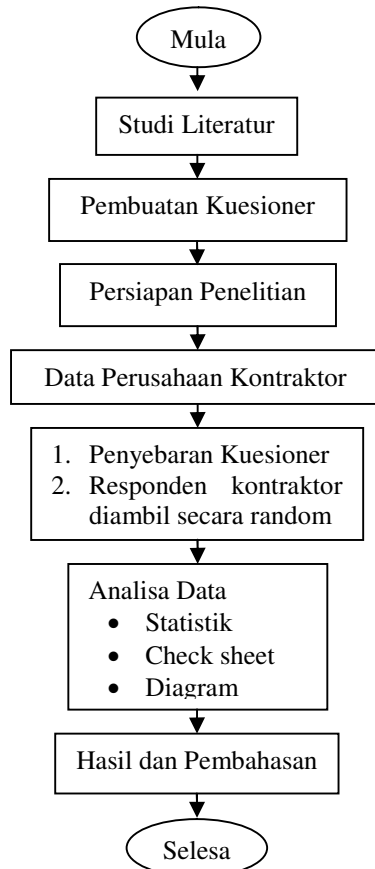 Mula
Studi Literatur
Pembuatan Kuesioner
Persiapan Penelitian
Data Perusahaan Kontraktor
1. Penyebaran Kuesioner
2. Responden kontraktor
diambil secara random
Analisa Data
• Statistik
• Check sheet
• Diagram
Hasil dan Pembahasan
Selesa